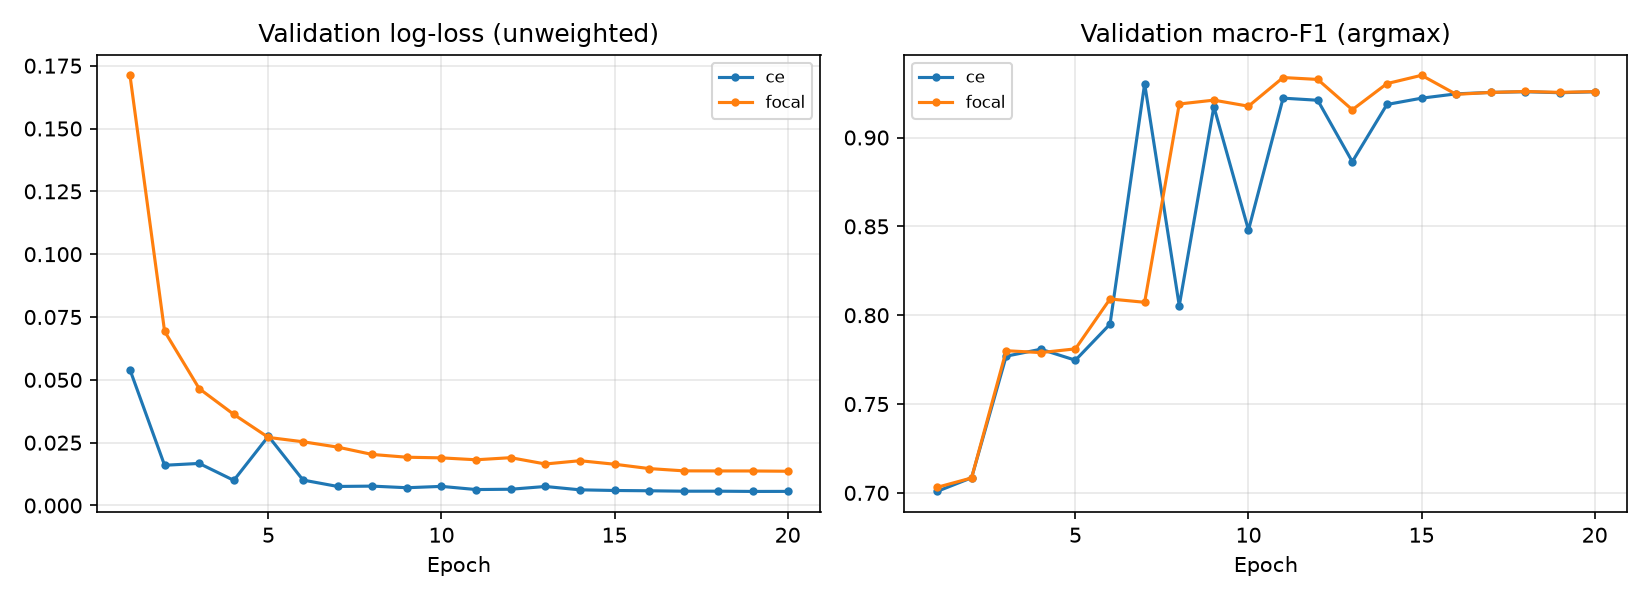 Validation log-loss (unweighted)
0.175
0.150
0.125
0.100
0.075
0.050
0.025
0.000
ce
focal
5
10
15
20
Epoch
Validation macro-F1 (argmax)
ce
focal
0.90
0.85
0.80
0.75
0.70
5
10
15
20
Epoch